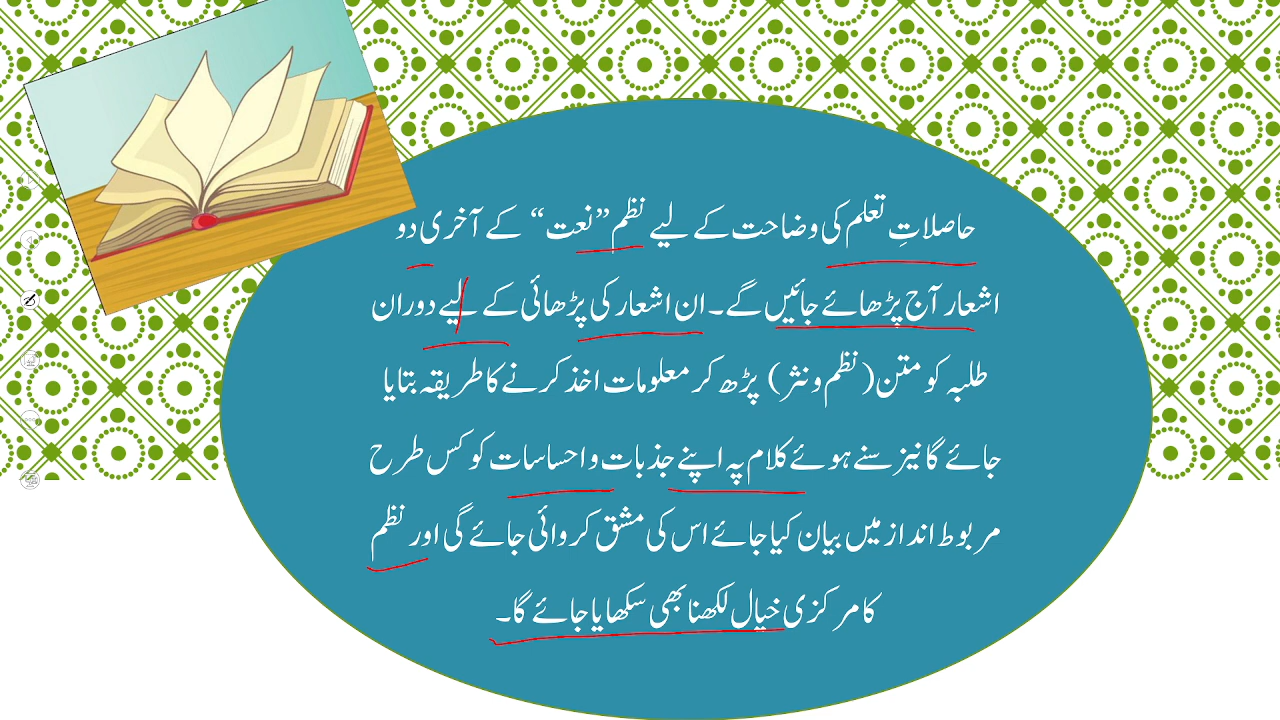 حاصلاتِ تعلم کی وضاحت کے لیے نظم ”نعت“ کے آخری دو
اشعار آج پڑھائے جائیں گے۔ ان اشعار کی پڑھائی کے لیے دوران
طلبہ کو متن (نظم و نثر) پڑھ کر معلومات اخذ کرنے کا طریقہ بتایا
جائے گا نیز سنے ہوئے کلام پہ اپنے جذبات و احساسات کو کس طرح
مربوط انداز میں بیان کیا جائے اس کی مشق کروائی جائے گی اور نظم
کا مرکزی خیال لکھنا بھی سکھایا جائے گا۔